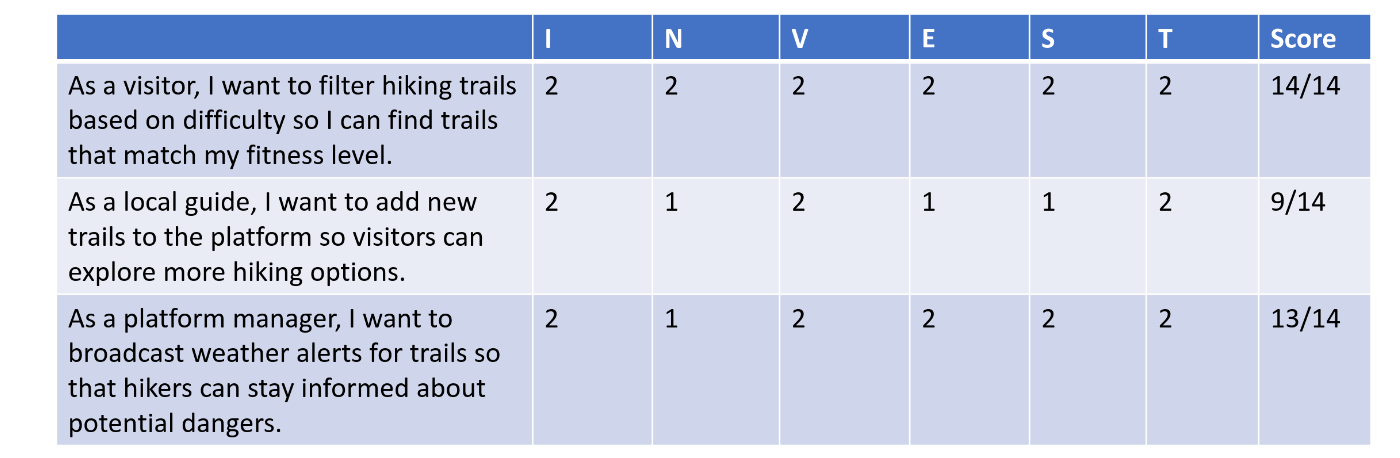 I N V E S T Score
As a visitor, I want to filter hiking trails 2 2 2 2 2 2 14/14
based on difficulty so I can find trails
that match my fitness level.
As a local guide, I want to add new 2 1 2 1 1 2 9/14
trails to the platform so visitors can
explore more hiking options.
As a platform manager, I want to 2 1 2 2 2 2 13/14
broadcast weather alerts for trails so
that hikers can stay informed about
potential dangers.